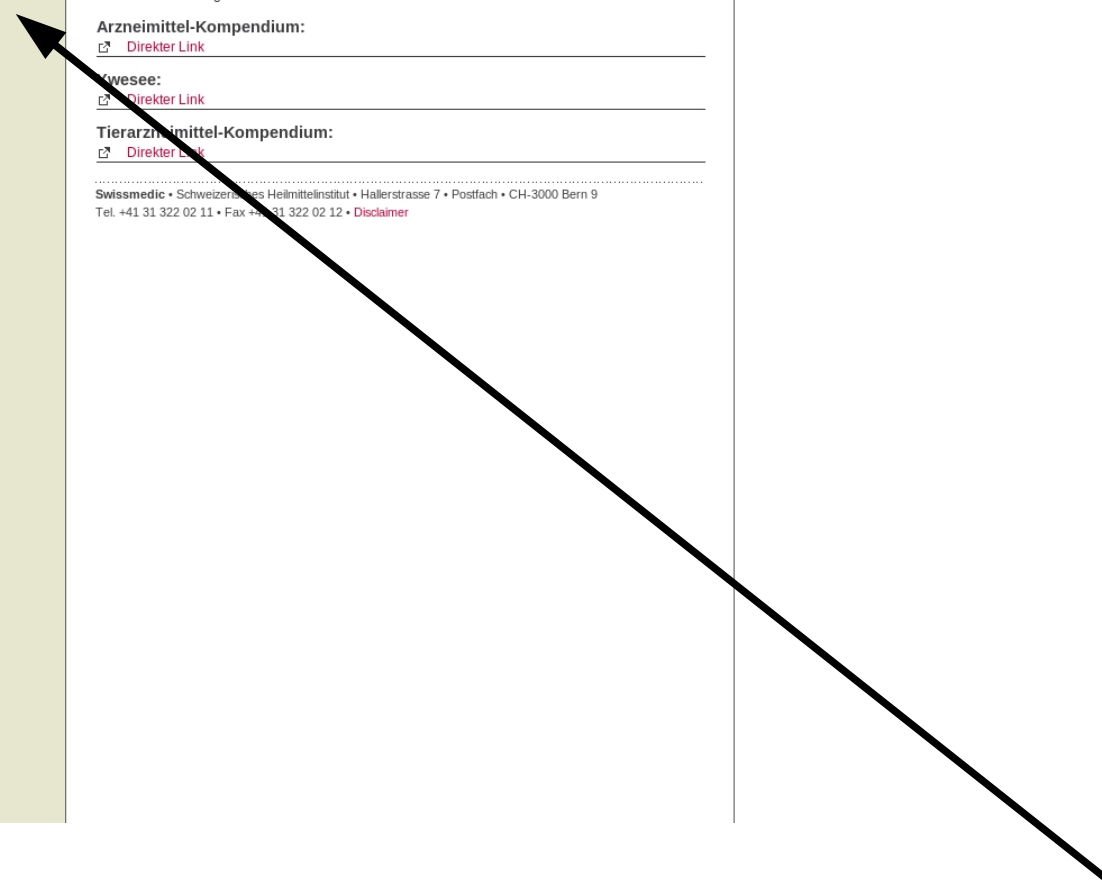 Arzneimittel-Kompendium:
Direkter Link
Kwesee:
Direkter Link
Tierarzneimittel-Kompendium:
Direkter Link
Swissmedic • Schweizerisches Heilmittelinstitut • Hallerstrasse 7 • Postfach • CH-3000 Bern 9
Tel. +41 31 322 02 11 • Fax +41 31 322 02 12 • Disclaimer